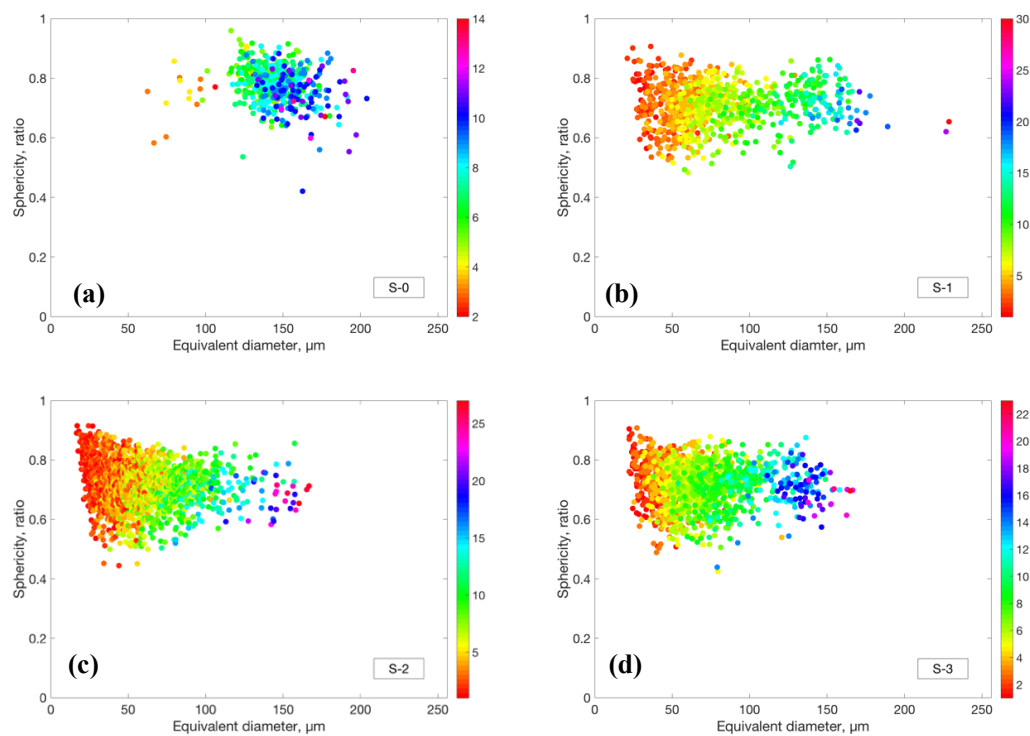 1
0.8
0.6
0.4
0.2
0
Sphericity, ratio
0 50 100 150 200 250
Equivalent diameter, µm
(a)
S-0
14
12
10
8
6
4
2
1
0.8
0.6
0.4
0.2
0
Sphericity, ratio
0 50 100 150 200 250
Equivalent diamter, µm
(b)
S-1
30
25
20
15
10
5
1
0.8
0.6
0.4
0.2
0
Sphericity, ratio
0 50 100 150 200 250
Equivalent diameter, µm
(c)
S-2
25
20
15
10
5
1
0.8
0.6
0.4
0.2
0
Sphericity, ratio
0 50 100 150 200 250
Equivalent diameter, µm
(d)
S-3
22
20
18
16
14
12
10
8
6
4
2